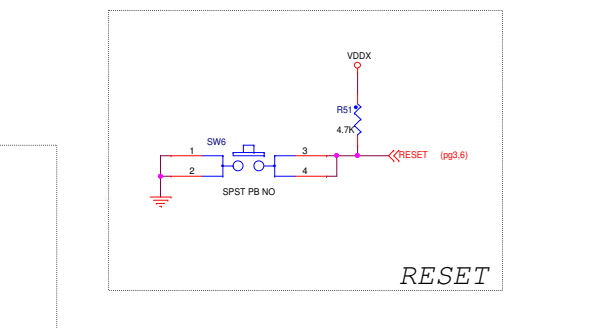 VDDX
R51
4.7K
SW6
1
2
3
4
RESET (pg3,6)
SPST PB NO
RESET